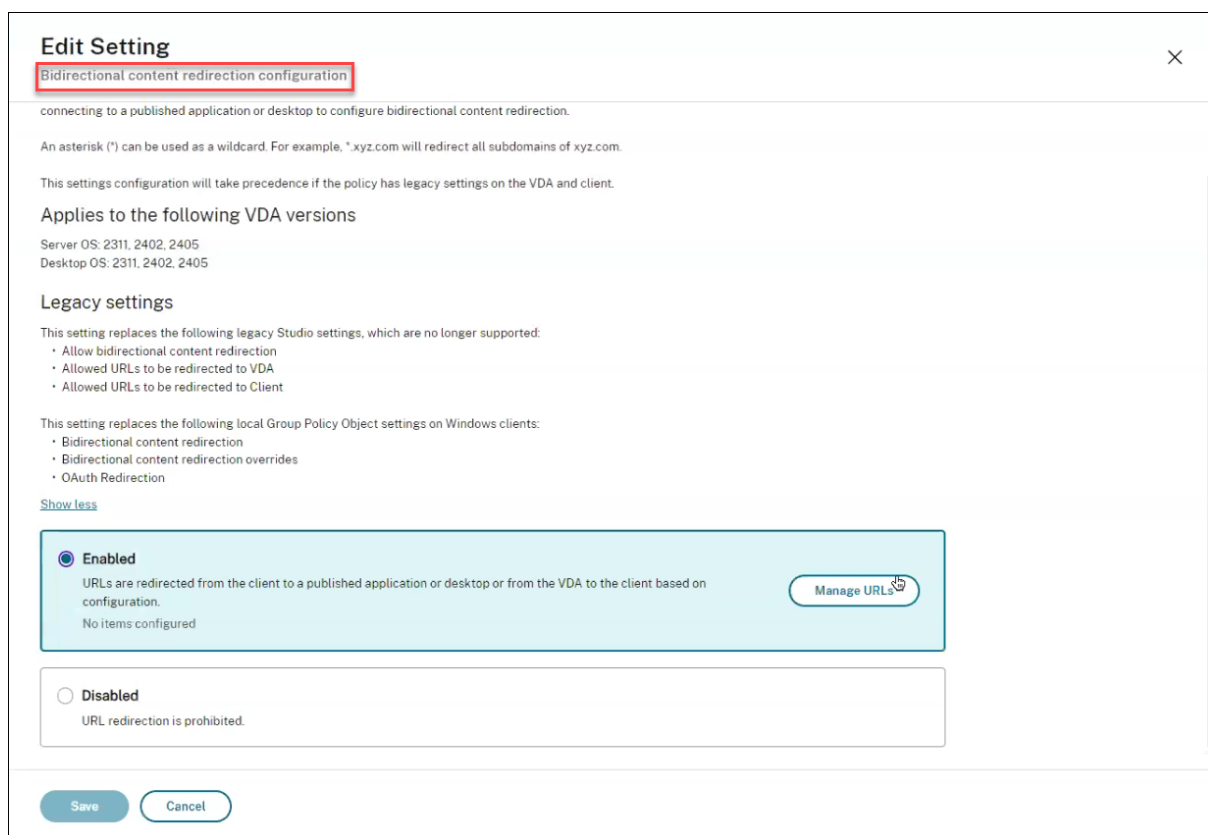 Edit Setting
Bidirectional content redirection configuration
connecting to a published application or desktop to configure bidirectional content redirection.
An asterisk (*) can be used as a wildcard. For example, *.xyz.com will redirect all subdomains of xyz.com.
This settings configuration will take precedence if the policy has legacy settings on the VDA and client.
Applies to the following VDA versions
Server OS: 2311, 2402, 2405
Desktop OS: 2311, 2402, 2405
Legacy settings
This setting replaces the following legacy Studio settings, which are no longer supported:
• Allow bidirectional content redirection
• Allowed URLs to be redirected to VDA
• Allowed URLs to be redirected to Client
This setting replaces the following local Group Policy Object settings on Windows clients:
• Bidirectional content redirection
• Bidirectional content redirection overrides
• OAuth Redirection
Show less
Enabled
URLs are redirected from the client to a published application or desktop or from the VDA to the client based on
configuration.
No items configured
Manage URLs
Disabled
URL redirection is prohibited.
Save
Cancel